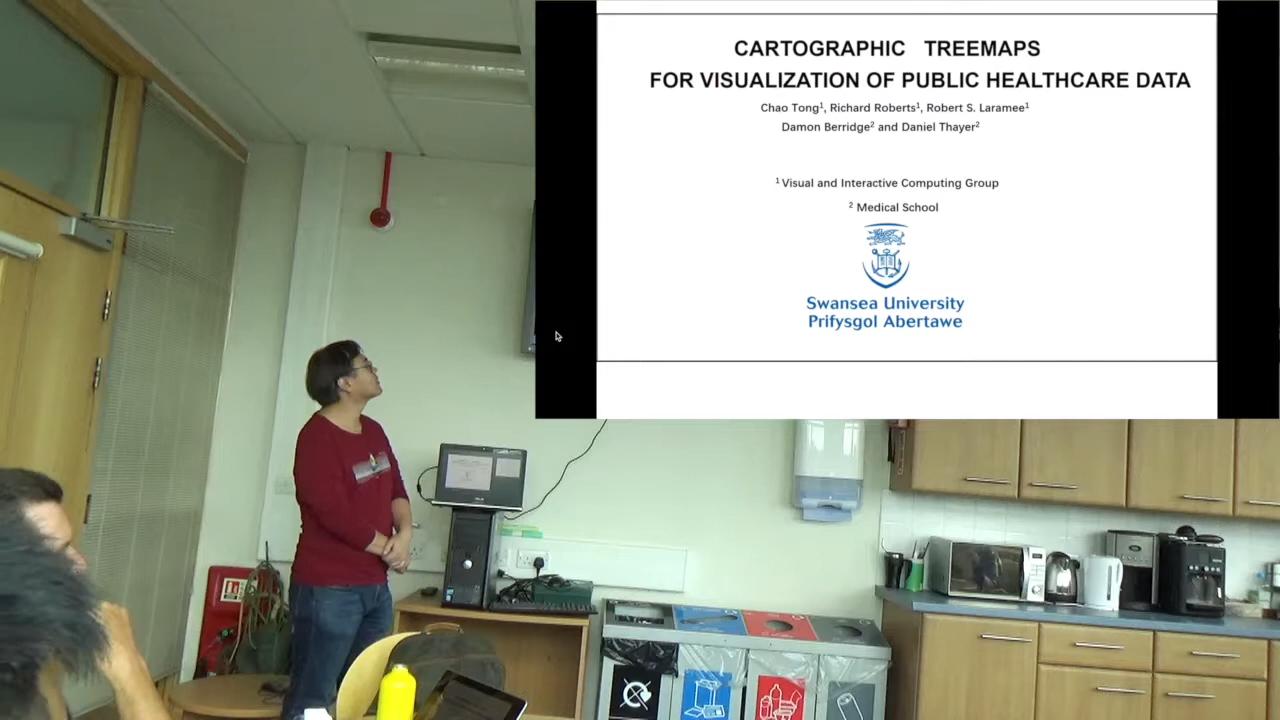 CARTOGRAPHIC TREEMAPS
FOR VISUALIZATION OF PUBLIC HEALTHCARE DATA
Chao Tong¹, Richard Roberts¹, Robert S. Laramee¹
Damon Berridge² and Daniel Thayer²
¹ Visual and Interactive Computing Group
² Medical School
Swansea University
Prifysgol Abertawe